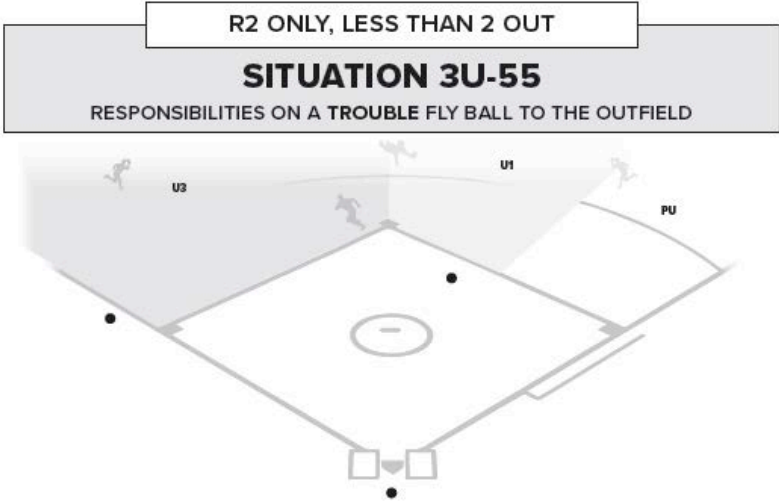 R2 ONLY, LESS THAN 2 OUT
SITUATION 3U-55
RESPONSIBILITIES ON A TROUBLE FLY BALL TO THE OUTFIELD
U1
U3
PU